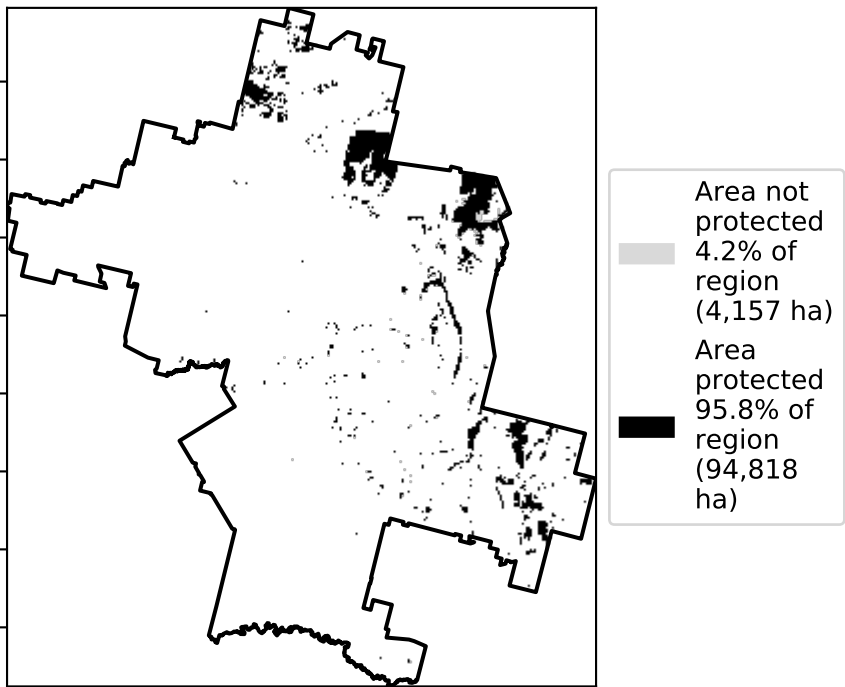 Area not
protected
4.2% of
region
(4,157 ha)
Area
protected
95.8% of
region
(94,818
ha)